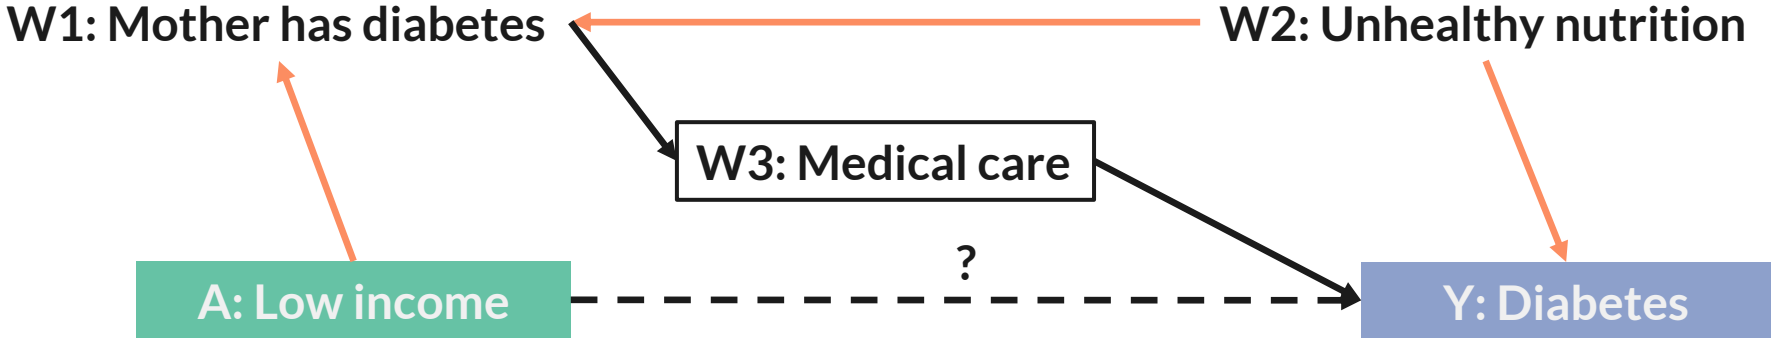 W1: Mother has diabetes
W2: Unhealthy nutrition
W3: Medical care
?
A: Low income
Y: Diabetes